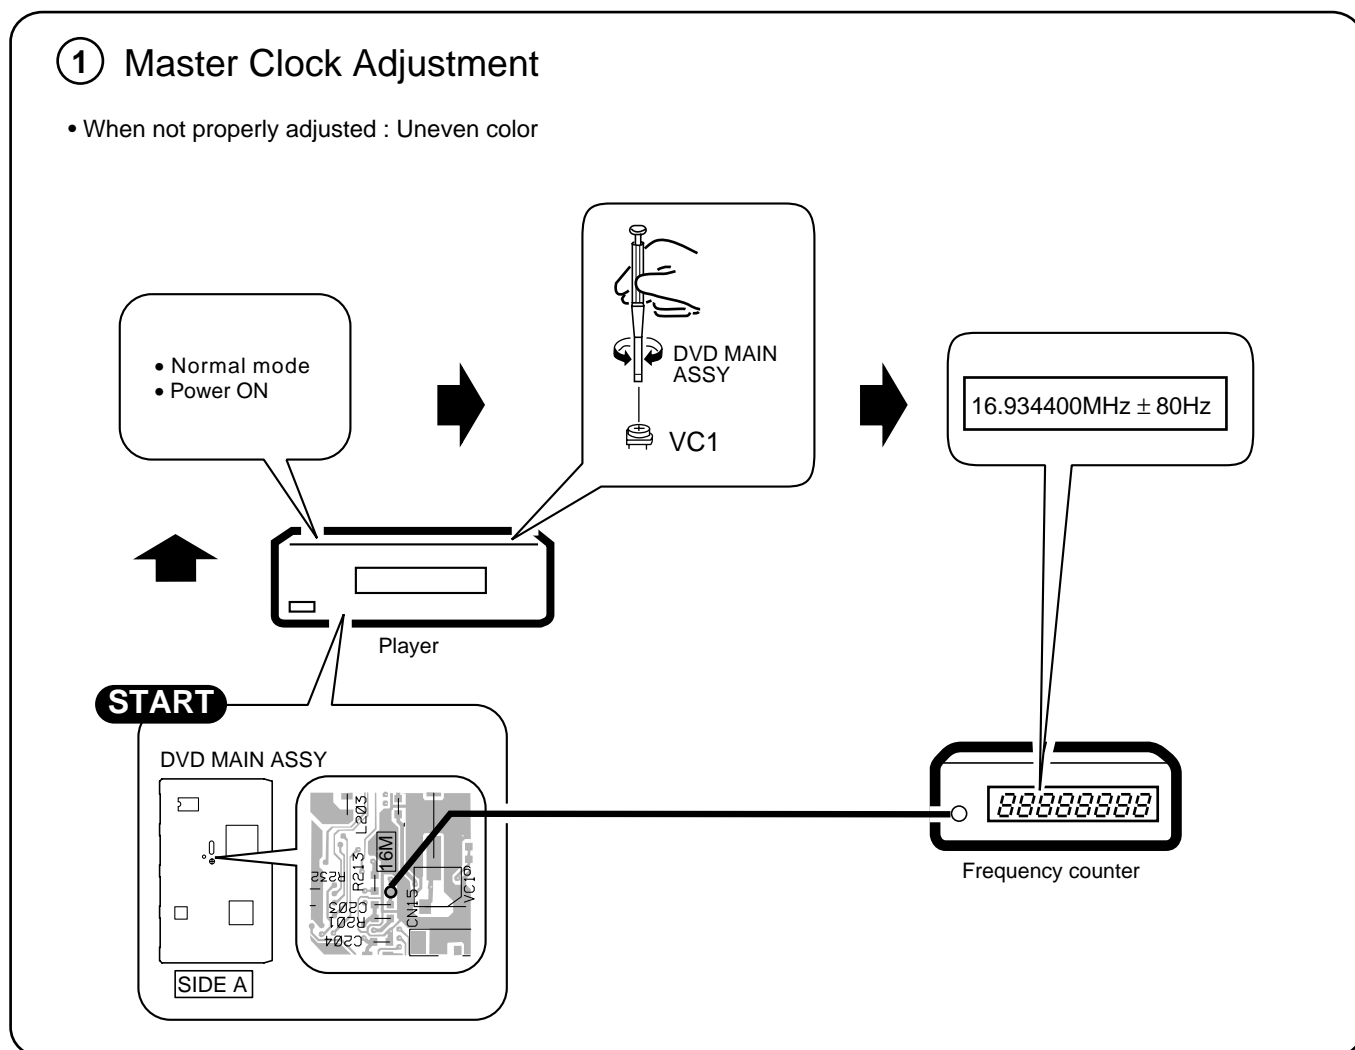 1 Master Clock Adjustment
• When not properly adjusted : Uneven color
• Normal mode
• Power ON
DVD MAIN
ASSY
VC1
16.934400MHz ± 80Hz
Player
START
DVD MAIN ASSY
L203
16M
R213
R232
C203
R201
C204
CN15
VC1
SIDE A
88888888
Frequency counter